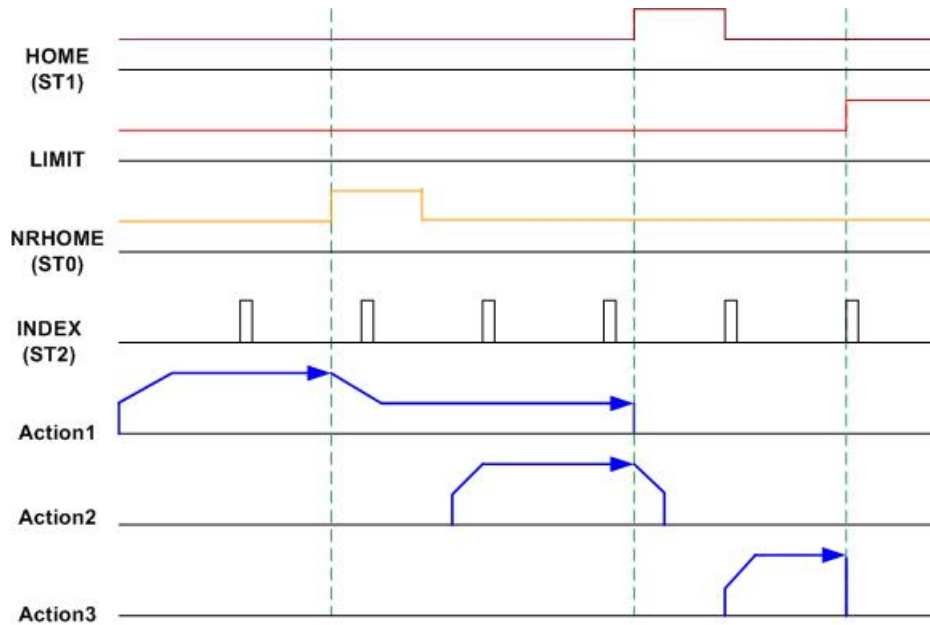 HOME
(ST1)
LIMIT
NRHOME
(ST0)
INDEX
(ST2)
Action1
Action2
Action3